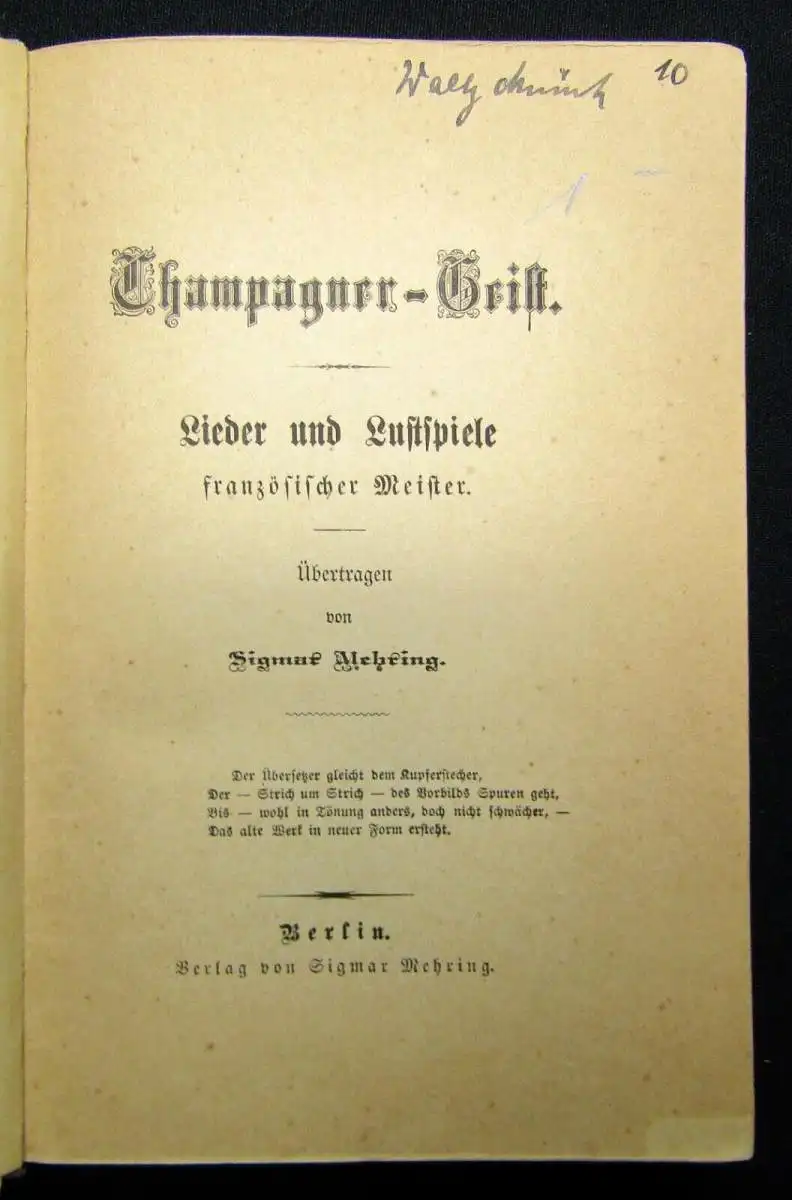 10
Champagner-Geist.
Lieder und Lustspiele
französischer Meister.
Übertragen
von
Sigmar Mehring.
Der Übersetzer gleicht dem Kupferstecher,
Der — Strich um Strich — des Vorbilds Spuren geht,
Bis — wohl in Tönung anders, doch nicht schwächer, —
Das alte Werk in neuer Form ersteht.
Berlin.
Verlag von Sigmar Mehring.